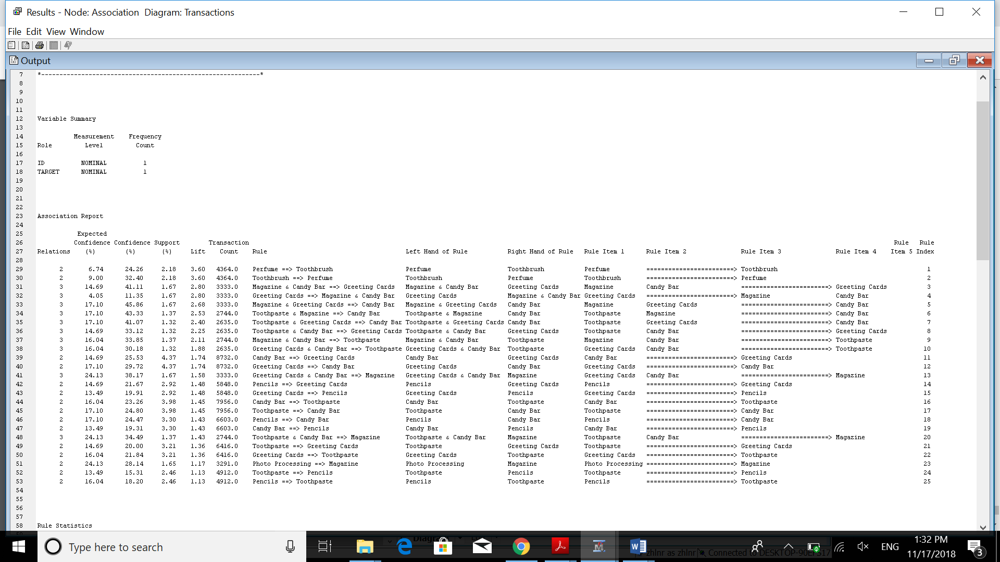 Results - Node: Association  Diagram: Transactions
File Edit View Window
Output
7 *------------------------------------------------------------*
8
9
10
11
12 Variable Summary
13
14 Measurement Frequency
15 Role Level Count
16
17 ID NOMINAL 1
18 TARGET NOMINAL 1
19
20
21
22
23 Association Report
24
25 Expected
26 Confidence Confidence Support Transaction Rule Rule
27 Relations (%) (%) (%) Lift Count Rule Left Hand of Rule Right Hand of Rule Rule Item 1 Rule Item 2 Rule Item 3 Rule Item 4 Item 5 Index
28
29 2 6.74 24.26 2.18 3.60 4364.0 Perfume ==> Toothbrush Perfume Toothbrush Perfume ========================> Toothbrush 1
30 2 9.00 32.40 2.18 3.60 4364.0 Toothbrush ==> Perfume Toothbrush Perfume Toothbrush ========================> Perfume 2
31 3 14.69 41.11 1.67 2.80 3333.0 Magazine & Candy Bar ==> Greeting Cards Magazine & Candy Bar Greeting Cards Magazine Candy Bar ========================> Greeting Cards 3
32 3 4.05 11.35 1.67 2.80 3333.0 Greeting Cards ==> Magazine & Candy Bar Greeting Cards Magazine & Candy Bar Greeting Cards ========================> Magazine Candy Bar 4
33 3 17.10 45.86 1.67 2.68 3333.0 Magazine & Greeting Cards ==> Candy Bar Magazine & Greeting Cards Candy Bar Magazine Greeting Cards ========================> Candy Bar 5
34 3 17.10 43.33 1.37 2.53 2744.0 Toothpaste & Magazine ==> Candy Bar Toothpaste & Magazine Candy Bar Toothpaste Magazine ========================> Candy Bar 6
35 3 17.10 41.07 1.32 2.40 2635.0 Toothpaste & Greeting Cards ==> Candy Bar Toothpaste & Greeting Cards Candy Bar Toothpaste Greeting Cards ========================> Candy Bar 7
36 3 14.69 33.12 1.32 2.25 2635.0 Toothpaste & Candy Bar ==> Greeting Cards Toothpaste & Candy Bar Greeting Cards Toothpaste Candy Bar ========================> Greeting Cards 8
37 3 16.04 33.85 1.37 2.11 2744.0 Magazine & Candy Bar ==> Toothpaste Magazine & Candy Bar Toothpaste Magazine Candy Bar ========================> Toothpaste 9
38 3 16.04 30.18 1.32 1.88 2635.0 Greeting Cards & Candy Bar ==> Toothpaste Greeting Cards & Candy Bar Toothpaste Greeting Cards Candy Bar ========================> Toothpaste 10
39 2 14.69 25.53 4.37 1.74 8732.0 Candy Bar ==> Greeting Cards Candy Bar Greeting Cards Candy Bar ========================> Greeting Cards 11
40 2 17.10 29.72 4.37 1.74 8732.0 Greeting Cards ==> Candy Bar Greeting Cards Candy Bar Greeting Cards ========================> Candy Bar 12
41 3 24.13 38.17 1.67 1.58 3333.0 Greeting Cards & Candy Bar ==> Magazine Greeting Cards & Candy Bar Magazine Greeting Cards Candy Bar ========================> Magazine 13
42 2 14.69 21.67 2.92 1.48 5848.0 Pencils ==> Greeting Cards Pencils Greeting Cards Pencils ========================> Greeting Cards 14
43 2 13.49 19.91 2.92 1.48 5848.0 Greeting Cards ==> Pencils Greeting Cards Pencils Greeting Cards ========================> Pencils 15
44 2 16.04 23.26 3.98 1.45 7956.0 Candy Bar ==> Toothpaste Candy Bar Toothpaste Candy Bar ========================> Toothpaste 16
45 2 17.10 24.80 3.98 1.45 7956.0 Toothpaste ==> Candy Bar Toothpaste Candy Bar Toothpaste ========================> Candy Bar 17
46 2 17.10 24.47 3.30 1.43 6603.0 Pencils ==> Candy Bar Pencils Candy Bar Pencils ========================> Candy Bar 18
47 2 13.49 19.31 3.30 1.43 6603.0 Candy Bar ==> Pencils Candy Bar Pencils Candy Bar ========================> Pencils 19
48 3 24.13 34.49 1.37 1.43 2744.0 Toothpaste & Candy Bar ==> Magazine Toothpaste & Candy Bar Magazine Toothpaste Candy Bar ========================> Magazine 20
49 2 14.69 20.00 3.21 1.36 6416.0 Toothpaste ==> Greeting Cards Toothpaste Greeting Cards Toothpaste ========================> Greeting Cards 21
50 2 16.04 21.84 3.21 1.36 6416.0 Greeting Cards ==> Toothpaste Greeting Cards Toothpaste Greeting Cards ========================> Toothpaste 22
51 2 24.13 28.14 1.65 1.17 3291.0 Photo Processing ==> Magazine Photo Processing Magazine Photo Processing ========================> Magazine 23
52 2 13.49 15.31 2.46 1.13 4912.0 Toothpaste ==> Pencils Toothpaste Pencils Toothpaste ========================> Pencils 24
53 2 16.04 18.20 2.46 1.13 4912.0 Pencils ==> Toothpaste Pencils Toothpaste Pencils ========================> Toothpaste 25
54
55
56
57
58 Rule Statistics
Type here to search
zhlnr as zhlnr Connected to
ENG
1:32 PM
11/17/2018
3